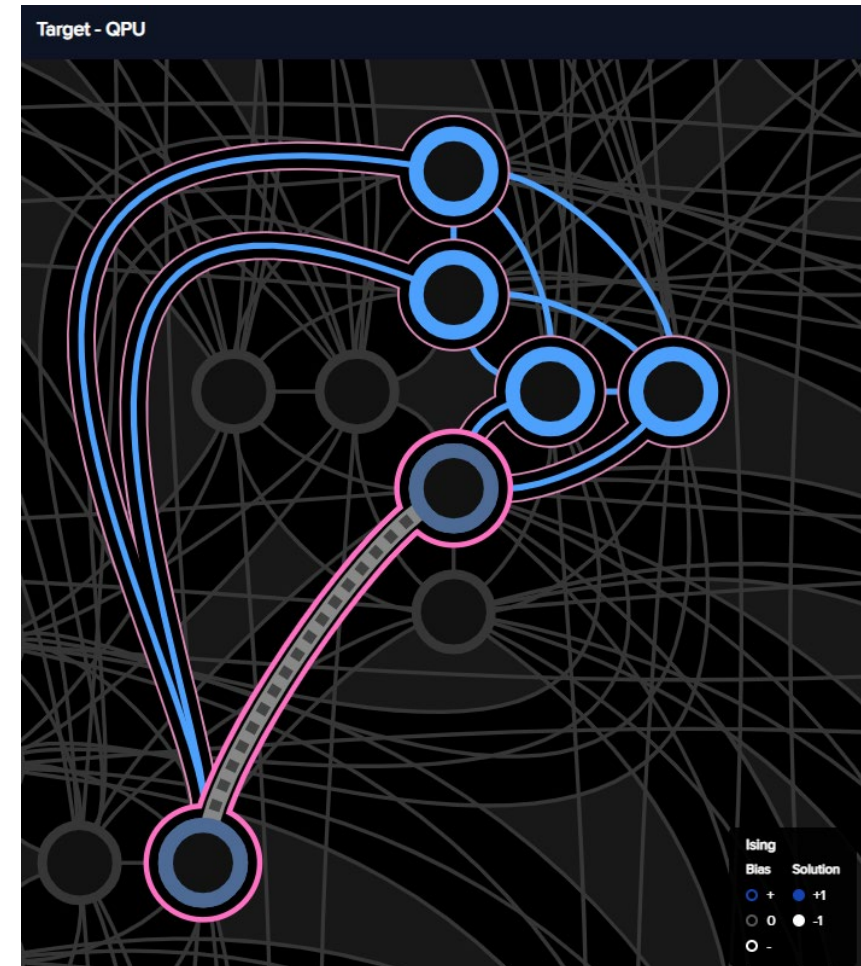 Target - QPU
Ising
Bias Solution
+ +1
0 -1
-